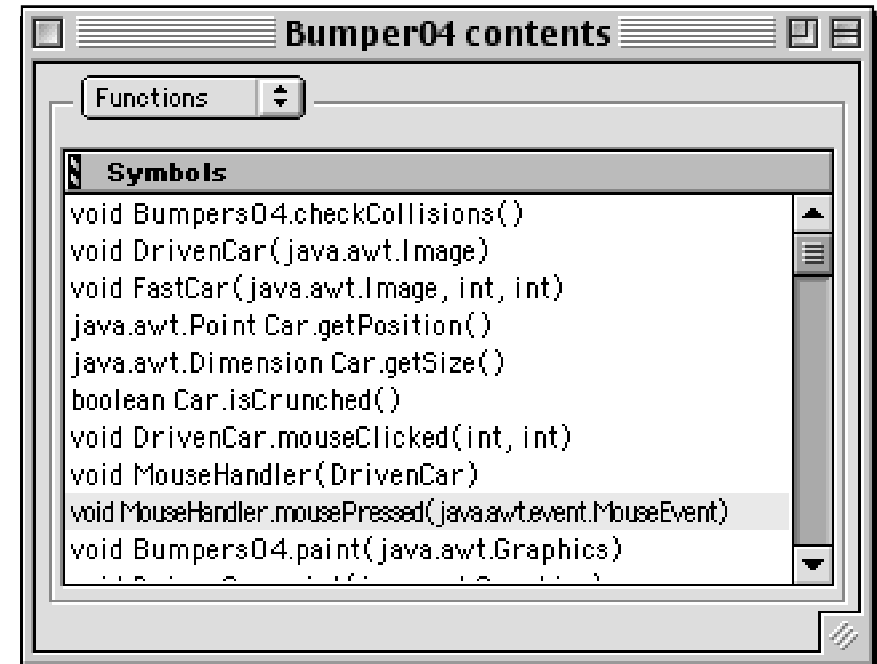 Bumper04 contents
Functions
Symbols
void Bumpers04.checkCollisions()
void DrivenCar(java.awt.Image)
void FastCar(java.awt.Image, int, int)
java.awt.Point Car.getPosition()
java.awt.Dimension Car.getSize()
boolean Car.isCrunched()
void DrivenCar.mouseClicked(int, int)
void MouseHandler(DrivenCar)
void MouseHandler.mousePressed(java.awt.event.MouseEvent)
void Bumpers04.paint(java.awt.Graphics)